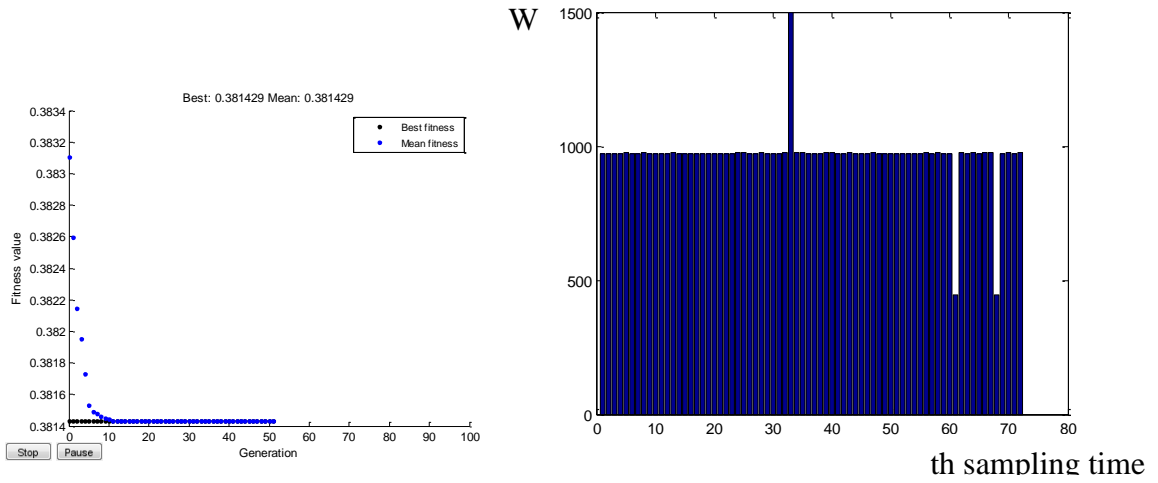 Best: 0.381429 Mean: 0.381429
0.3834
0.3832
0.383
0.3828
0.3826
0.3824
0.3822
0.382
0.3818
0.3816
0.3814
Fitness value
Best fitness
Mean fitness
0 10 20 30 40 50 60 70 80 90 100
Generation
Stop Pause
W
1500
1000
500
0
0 10 20 30 40 50 60 70 80
th sampling time